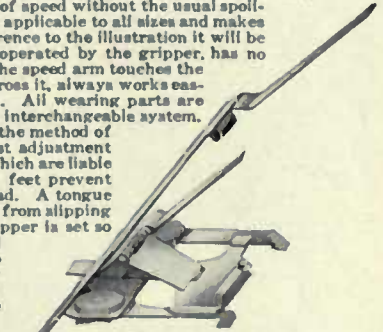 of speed without the usual spoil-
applicable to all sizes and makes
rence to the illustration it will be
operated by the gripper, has no
he speed arm touches the
ross it, always works eas-
. All wearing parts are
interchangeable system.
the method of
st adjustment
hich are liable
feet prevent
ad. A tongue
from slipping
pper is set so